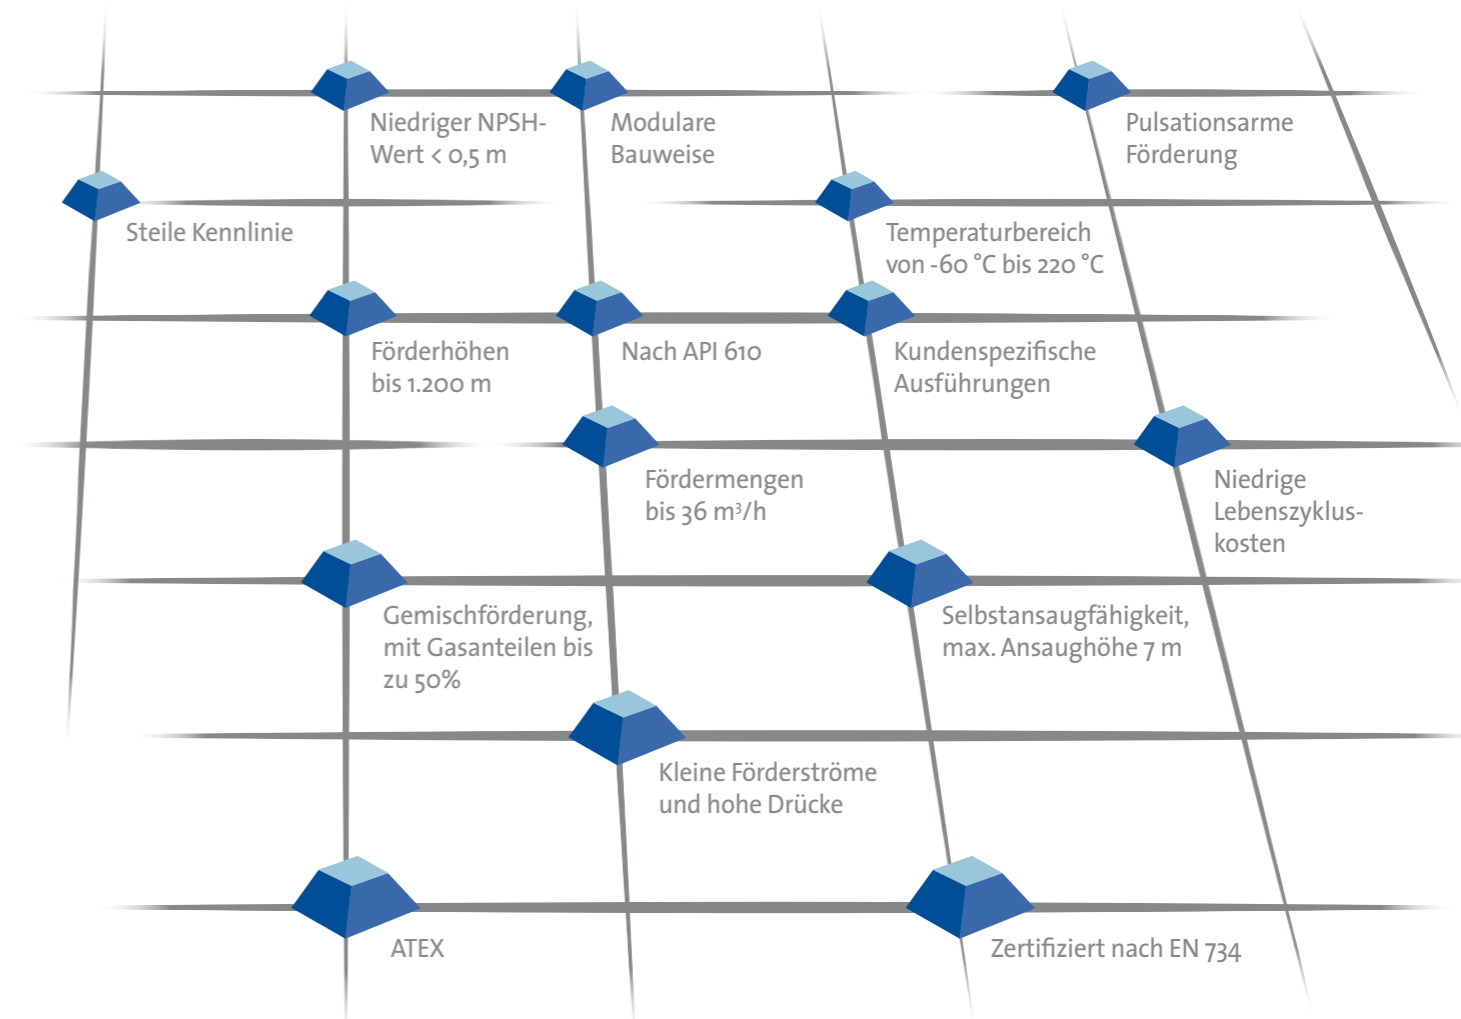 Niedriger NPSH-
Wert < 0,5 m
Modulare
Bauweise
Pulsationsarme
Förderung
Steile Kennlinie
Temperaturbereich
von -60 °C bis 220 °C
Förderhöhen
bis 1.200 m
Nach API 610
Kundenspezifische
Ausführungen
Fördermengen
bis 36 m³/h
Niedrige
Lebenszyklus-
kosten
Gemischförderung,
mit Gasanteilen bis
zu 50%
Selbstansaugfähigkeit,
max. Ansaughöhe 7 m
Kleine Förderströme
und hohe Drücke
ATEX
Zertifiziert nach EN 734